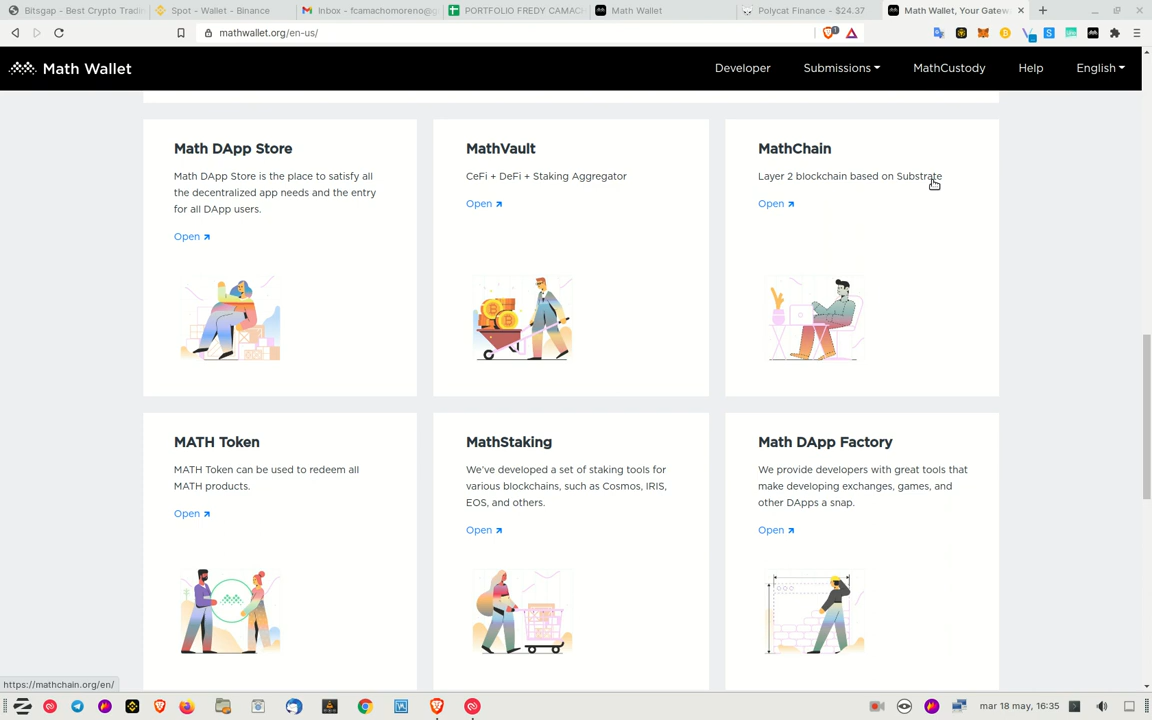 Bitsgap - Best Crypto Tradi
Spot - Wallet - Binance
Inbox - fcamachomoreno@g
PORTFOLIO FREDY CAMAC
Math Wallet
Polycat Finance - $24.37
Math Wallet, Your Gatew
mathwallet.org/en-us/
1
Math Wallet
Developer
Submissions
MathCustody
Help
English
Math DApp Store
Math DApp Store is the place to satisfy all
the decentralized app needs and the entry
for all DApp users.
Open
MathVault
CeFi + DeFi + Staking Aggregator
Open
MathChain
Layer 2 blockchain based on Substrate
Open
MATH Token
MATH Token can be used to redeem all
MATH products.
Open
MathStaking
We've developed a set of staking tools for
various blockchains, such as Cosmos, IRIS,
EOS, and others.
Open
Math DApp Factory
We provide developers with great tools that
make developing exchanges, games, and
other DApps a snap.
Open
https://mathchain.org/en/
mar 18 may, 16:35